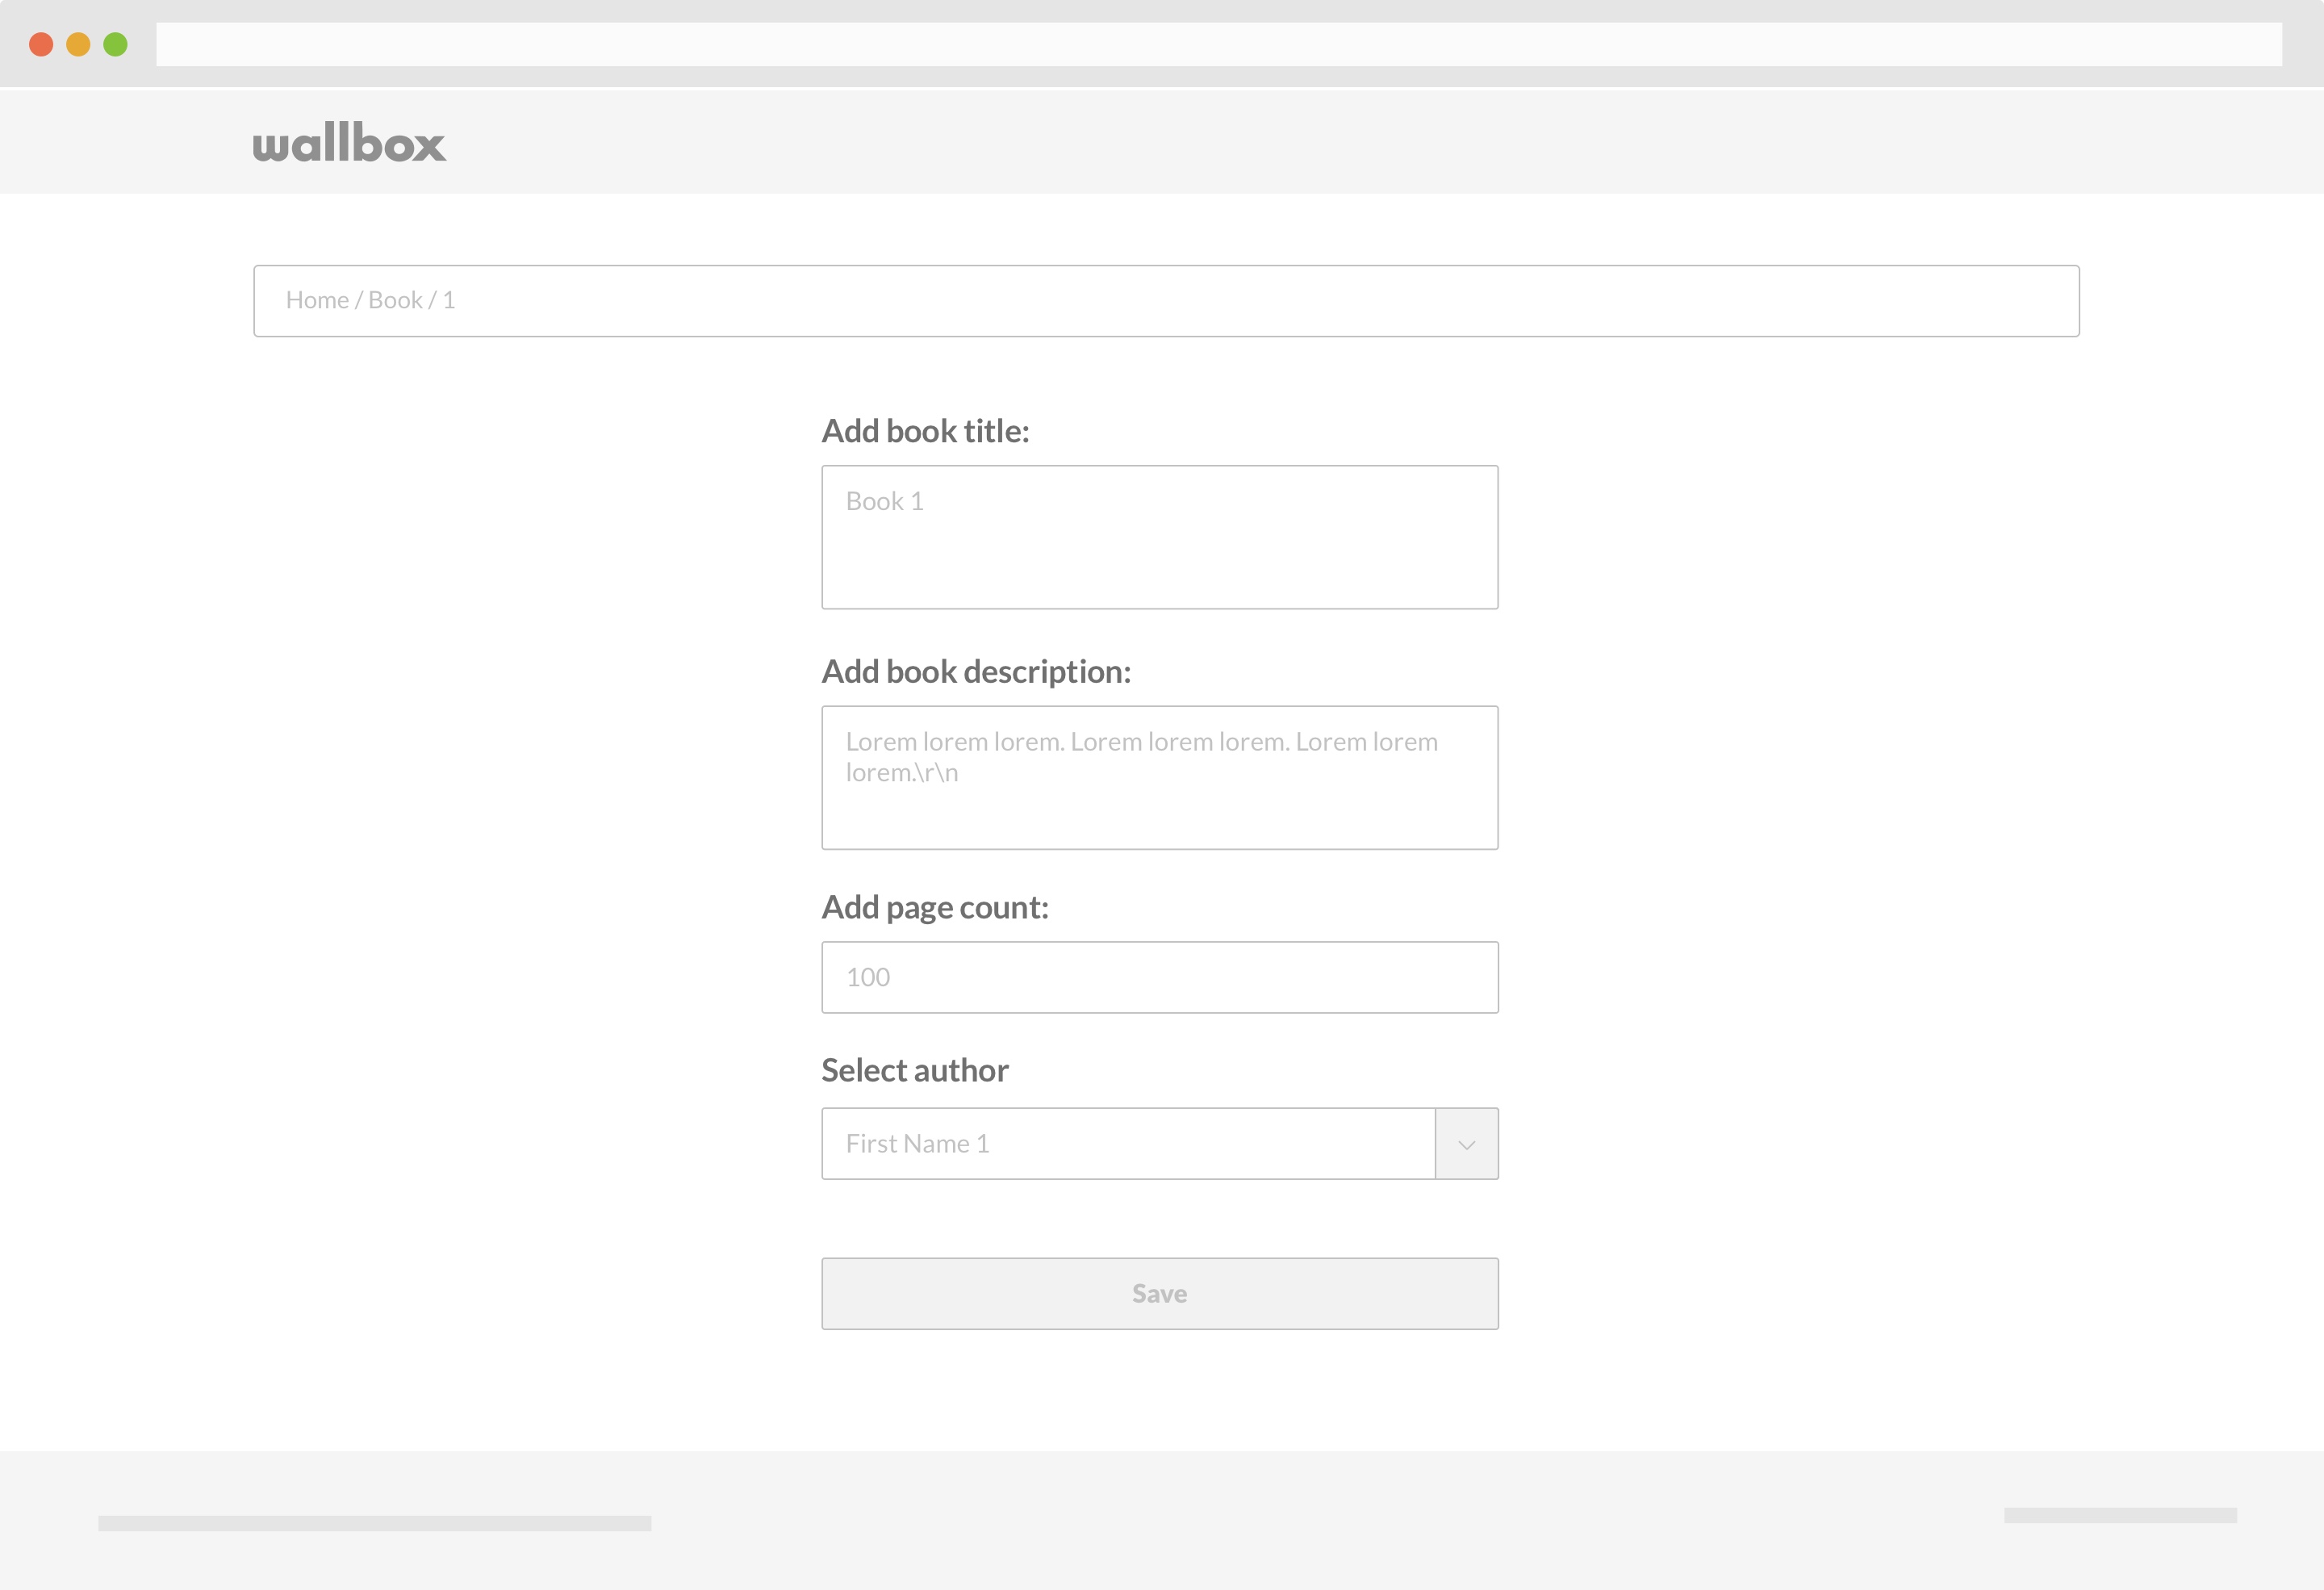 wallbox
Home / Book / 1
Add book title:
Book 1
Add book description:
Lorem lorem lorem. Lorem lorem lorem. Lorem lorem
lorem.\r\n
Add page count:
100
Select author
First Name 1
Save